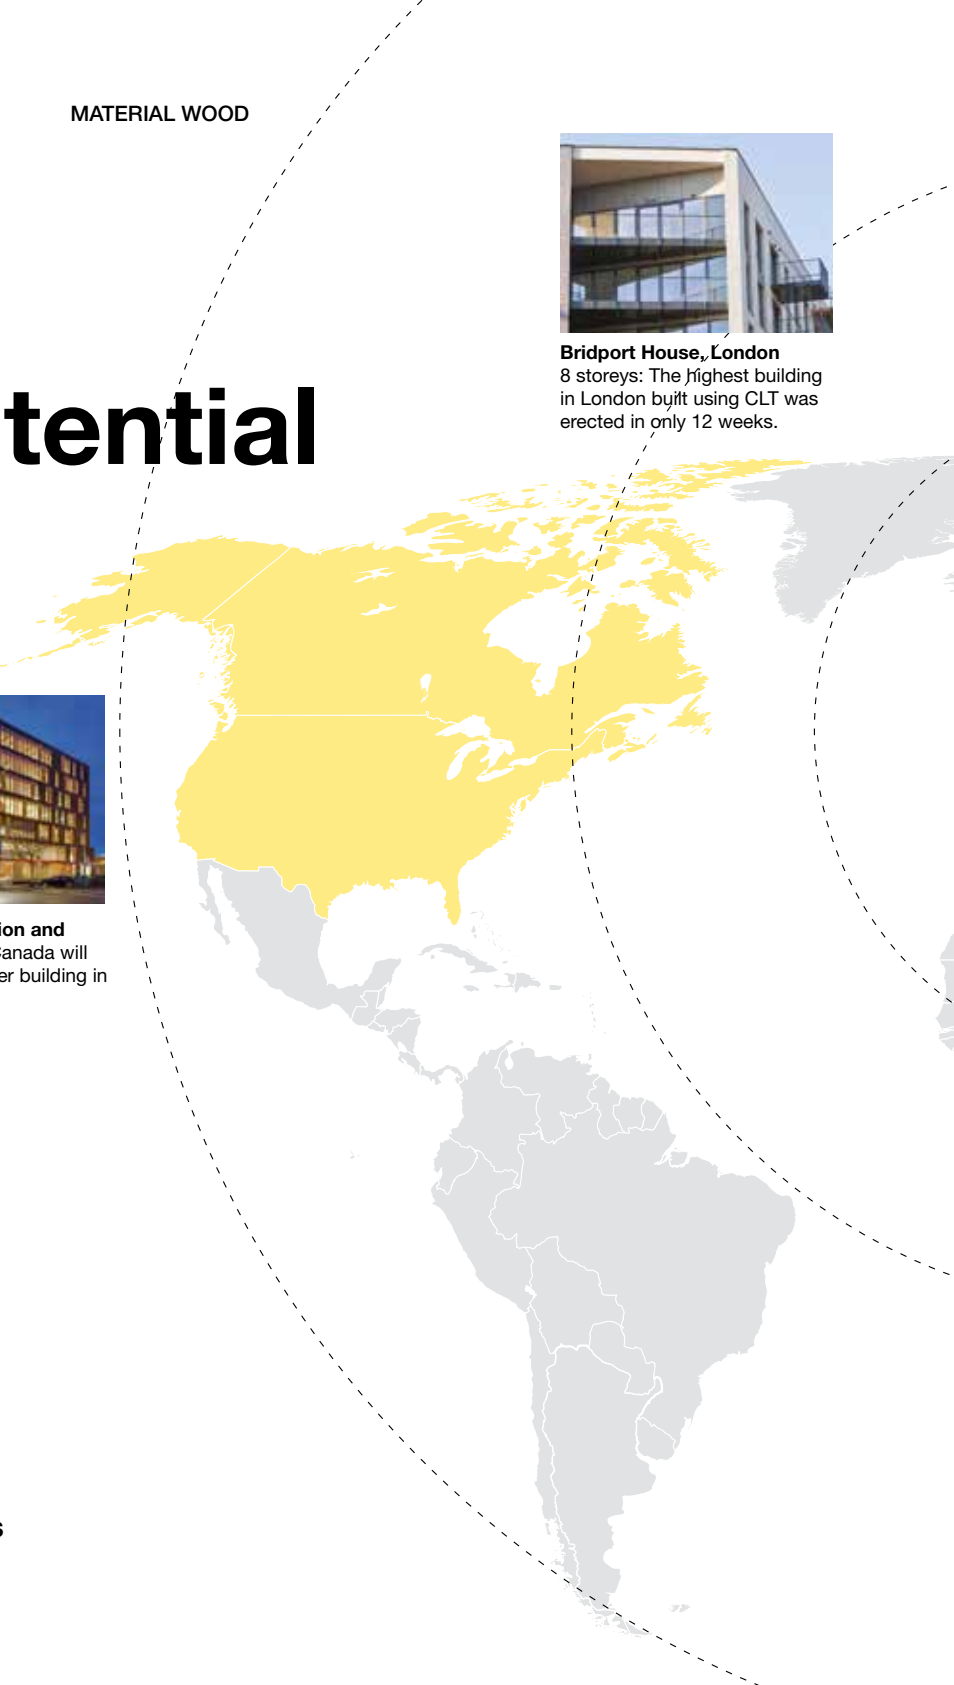 MATERIAL WOOD
Bridport House, London
8 storeys: The highest building
in London built using CLT was
erected in only 12 weeks.
tential
ion and
Canada will
er building in
s